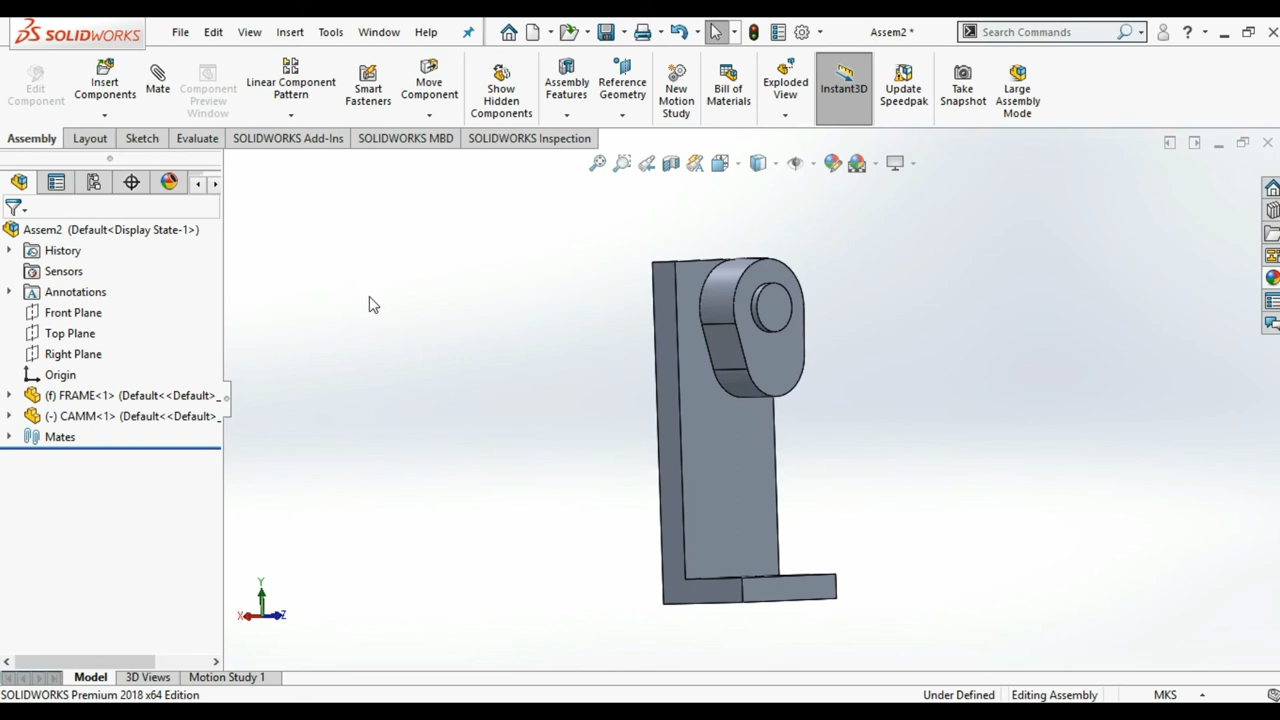 SOLIDWORKS File Edit View Insert Tools Window Help Assem2 * Search Commands ?
Edit Component
Insert Components
Mate
Component Preview Window
Linear Component Pattern
Smart Fasteners
Move Component
Show Hidden Components
Assembly Features
Reference Geometry
New Motion Study
Bill of Materials
Exploded View
Instant3D
Update Speedpak
Take Snapshot
Large Assembly Mode
Assembly Layout Sketch Evaluate SOLIDWORKS Add-Ins SOLIDWORKS MBD SOLIDWORKS Inspection
Assem2 (Default<Display State-1>)
History
Sensors
Annotations
Front Plane
Top Plane
Right Plane
Origin
(f) FRAME<1> (Default<<Default>_
(-) CAMM<1> (Default<<Default>_
Mates
Y
X Z
Model 3D Views Motion Study 1
SOLIDWORKS Premium 2018 x64 Edition Under Defined Editing Assembly MKS